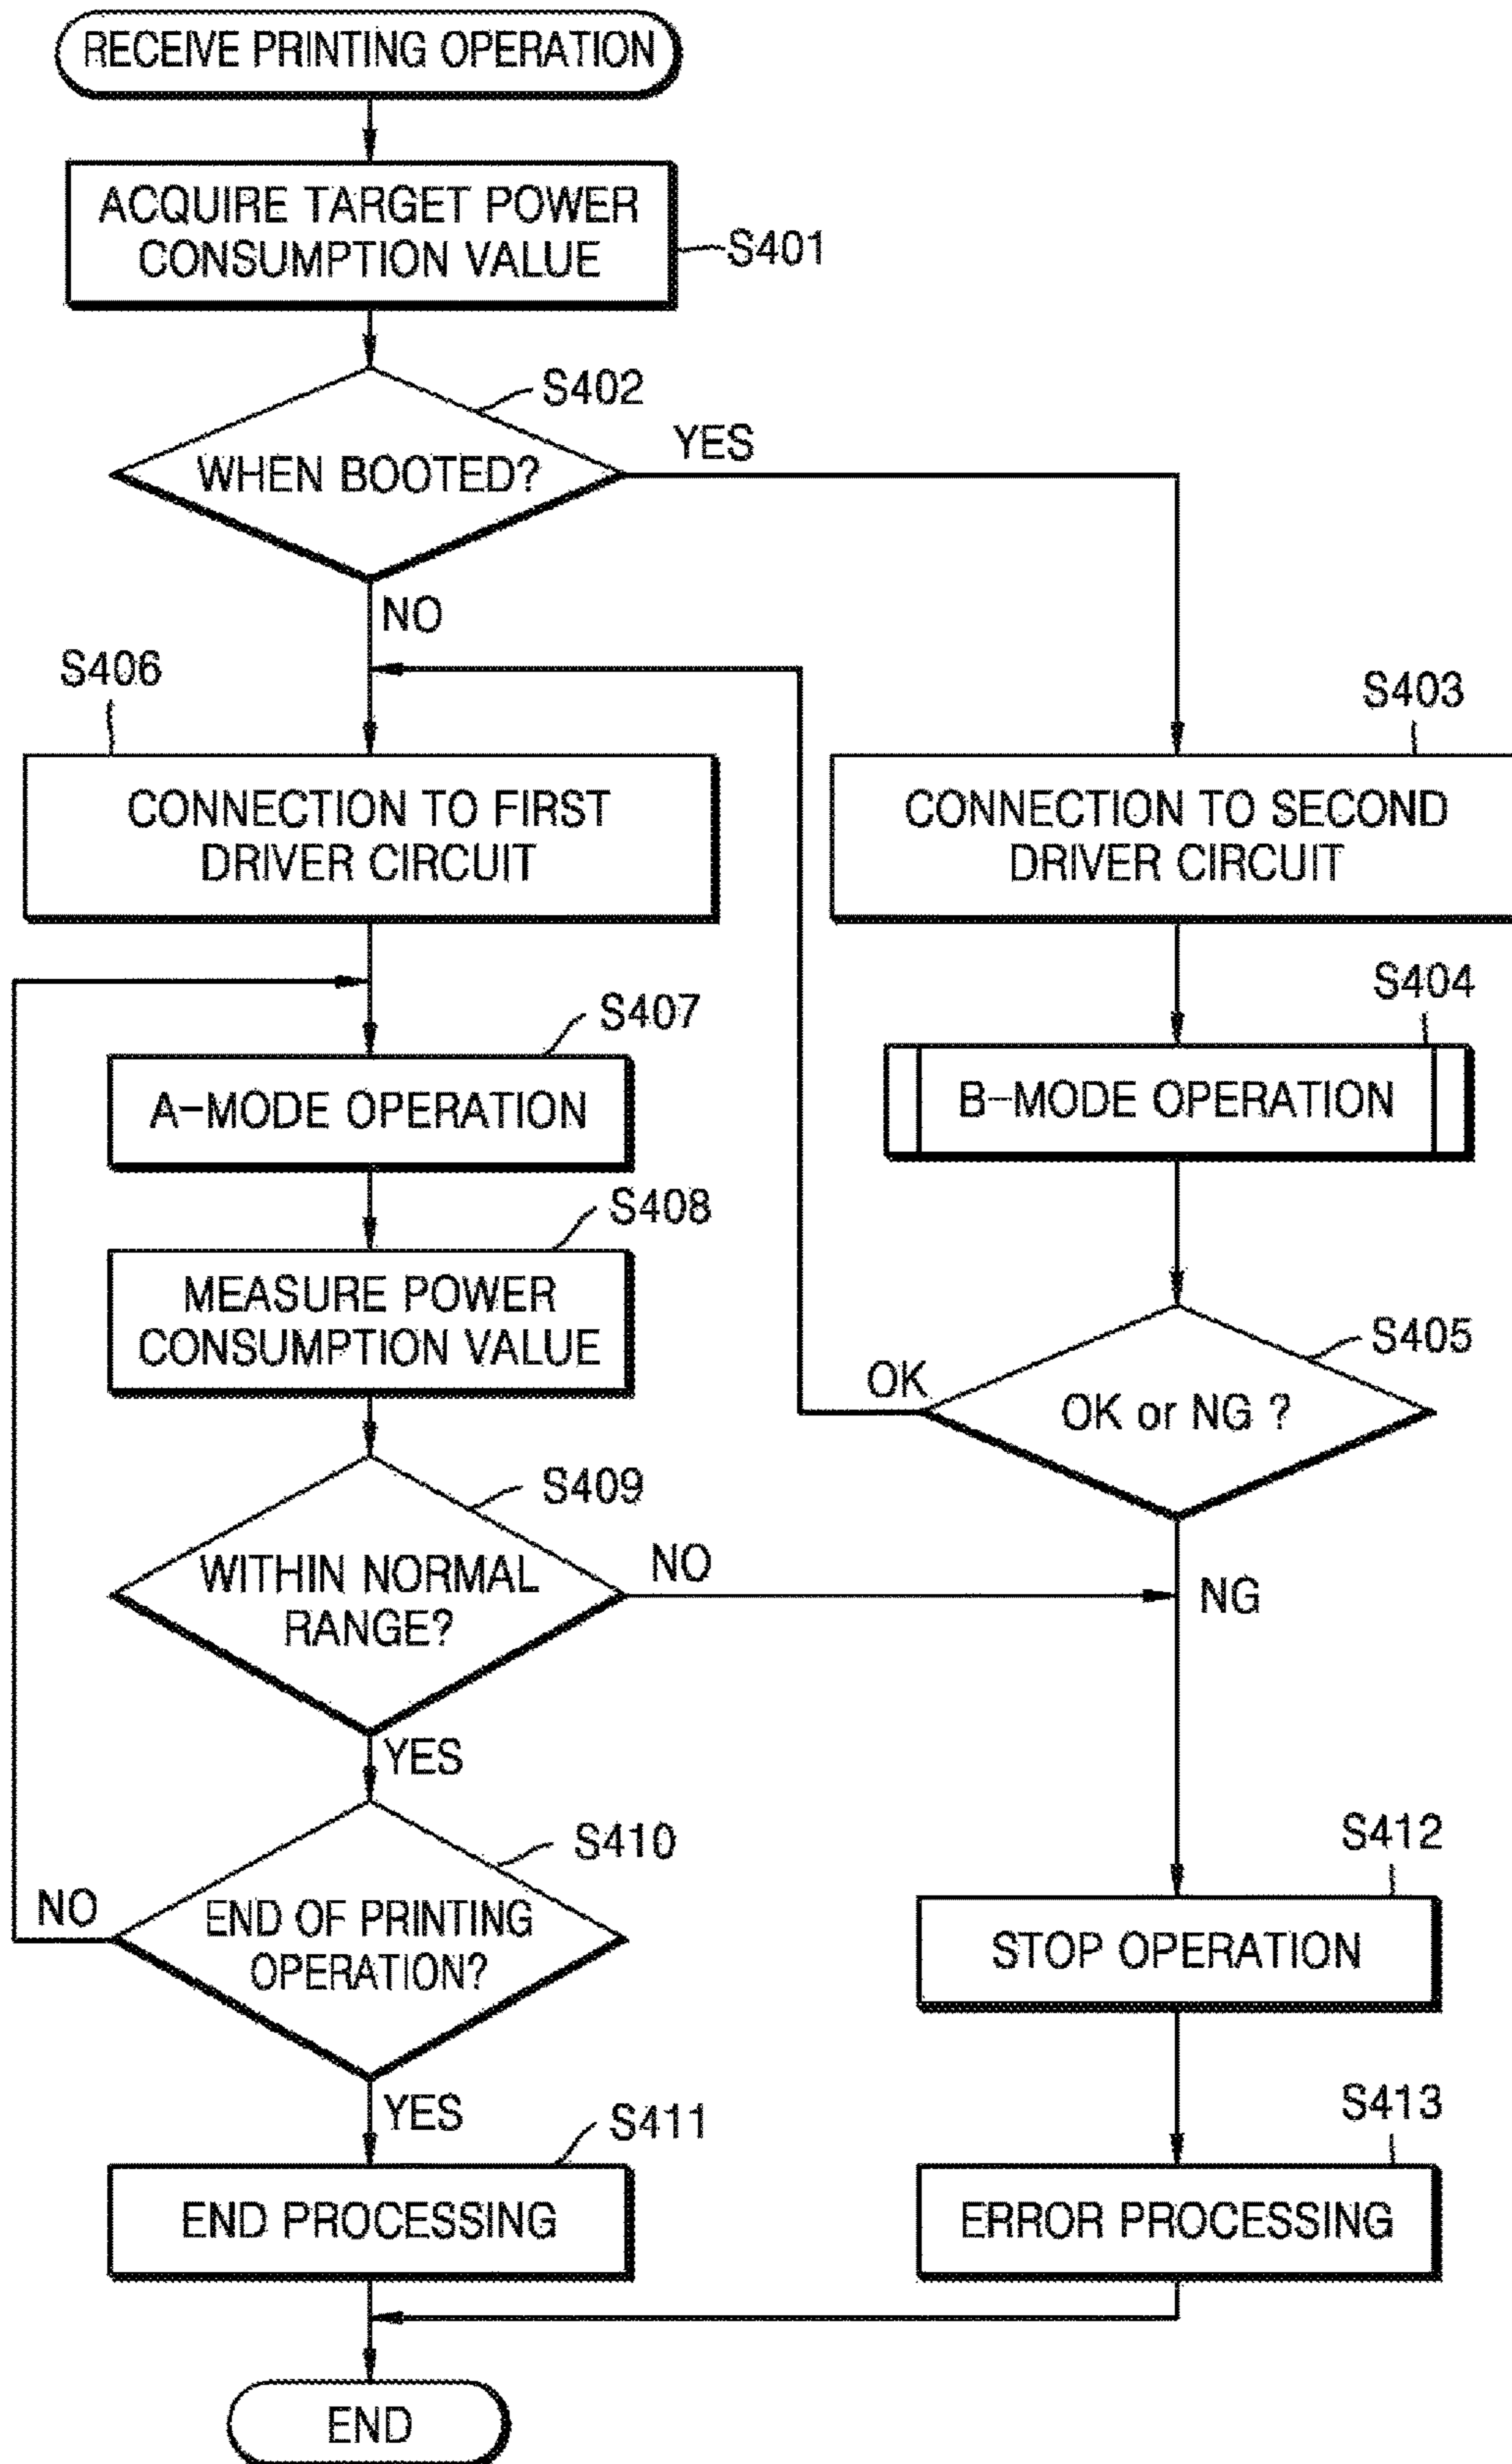 RECEIVE PRINTING OPERATION
ACQUIRE TARGET POWER
CONSUMPTION VALUE
S401
S402
WHEN BOOTED?
YES
NO
S406
S403
CONNECTION TO FIRST
DRIVER CIRCUIT
CONNECTION TO SECOND
DRIVER CIRCUIT
S407
S404
A-MODE OPERATION
B-MODE OPERATION
S408
MEASURE POWER
CONSUMPTION VALUE
S405
OK
OK or NG ?
S409
WITHIN NORMAL
RANGE?
NO
NG
YES
S410
S412
NO
END OF PRINTING
OPERATION?
STOP OPERATION
YES
S411
S413
END PROCESSING
ERROR PROCESSING
END